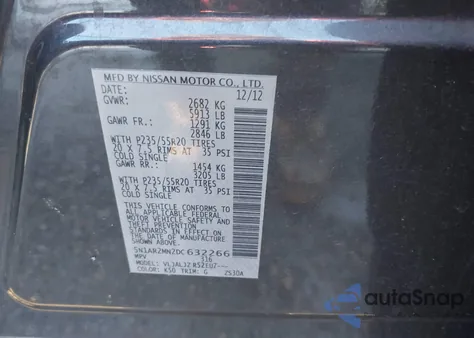 MFD BY NISSAN MOTOR CO., LTD.
DATE: 12/12
GVWR: 2682 KG
5913 LB
GAWR FR.: 1291 KG
2846 LB
WITH P235/55R20 TIRES
20 X 7.5 RIMS AT 35 PSI
COLD SINGLE
GAWR RR.: 1454 KG
3205 LB
WITH P235/55R20 TIRES
20 X 7.5 RIMS AT 35 PSI
COLD SINGLE
THIS VEHICLE CONFORMS TO ALL
APPLICABLE FEDERAL MOTOR
VEHICLE SAFETY STANDARDS
IN EFFECT ON THE DATE
OF MANUFACTURE SHOWN ABOVE.
5N1AR2MN2DC632266
MPV 316
MODEL:
COLOR: K50 TRIM: G
autoSnap